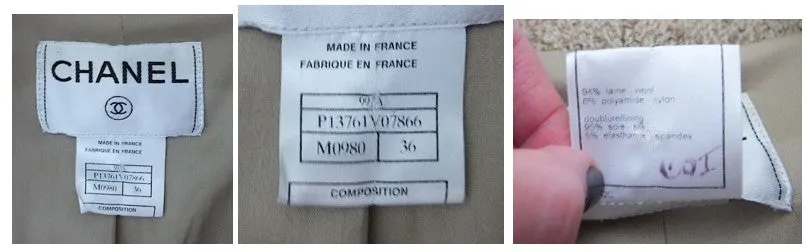 CHANEL
MADE IN FRANCE
FABRIQUE EN FRANCE
99A
P13761V07866
M0980 36
COMPOSITION
MADE IN FRANCE
FABRIQUE EN FRANCE
99A
P13761V07866
M0980 36
COMPOSITION
94% laine - wool
6% polyamide - nylon
doublure/lining
95% soie - silk
5% elasthanne - spandex